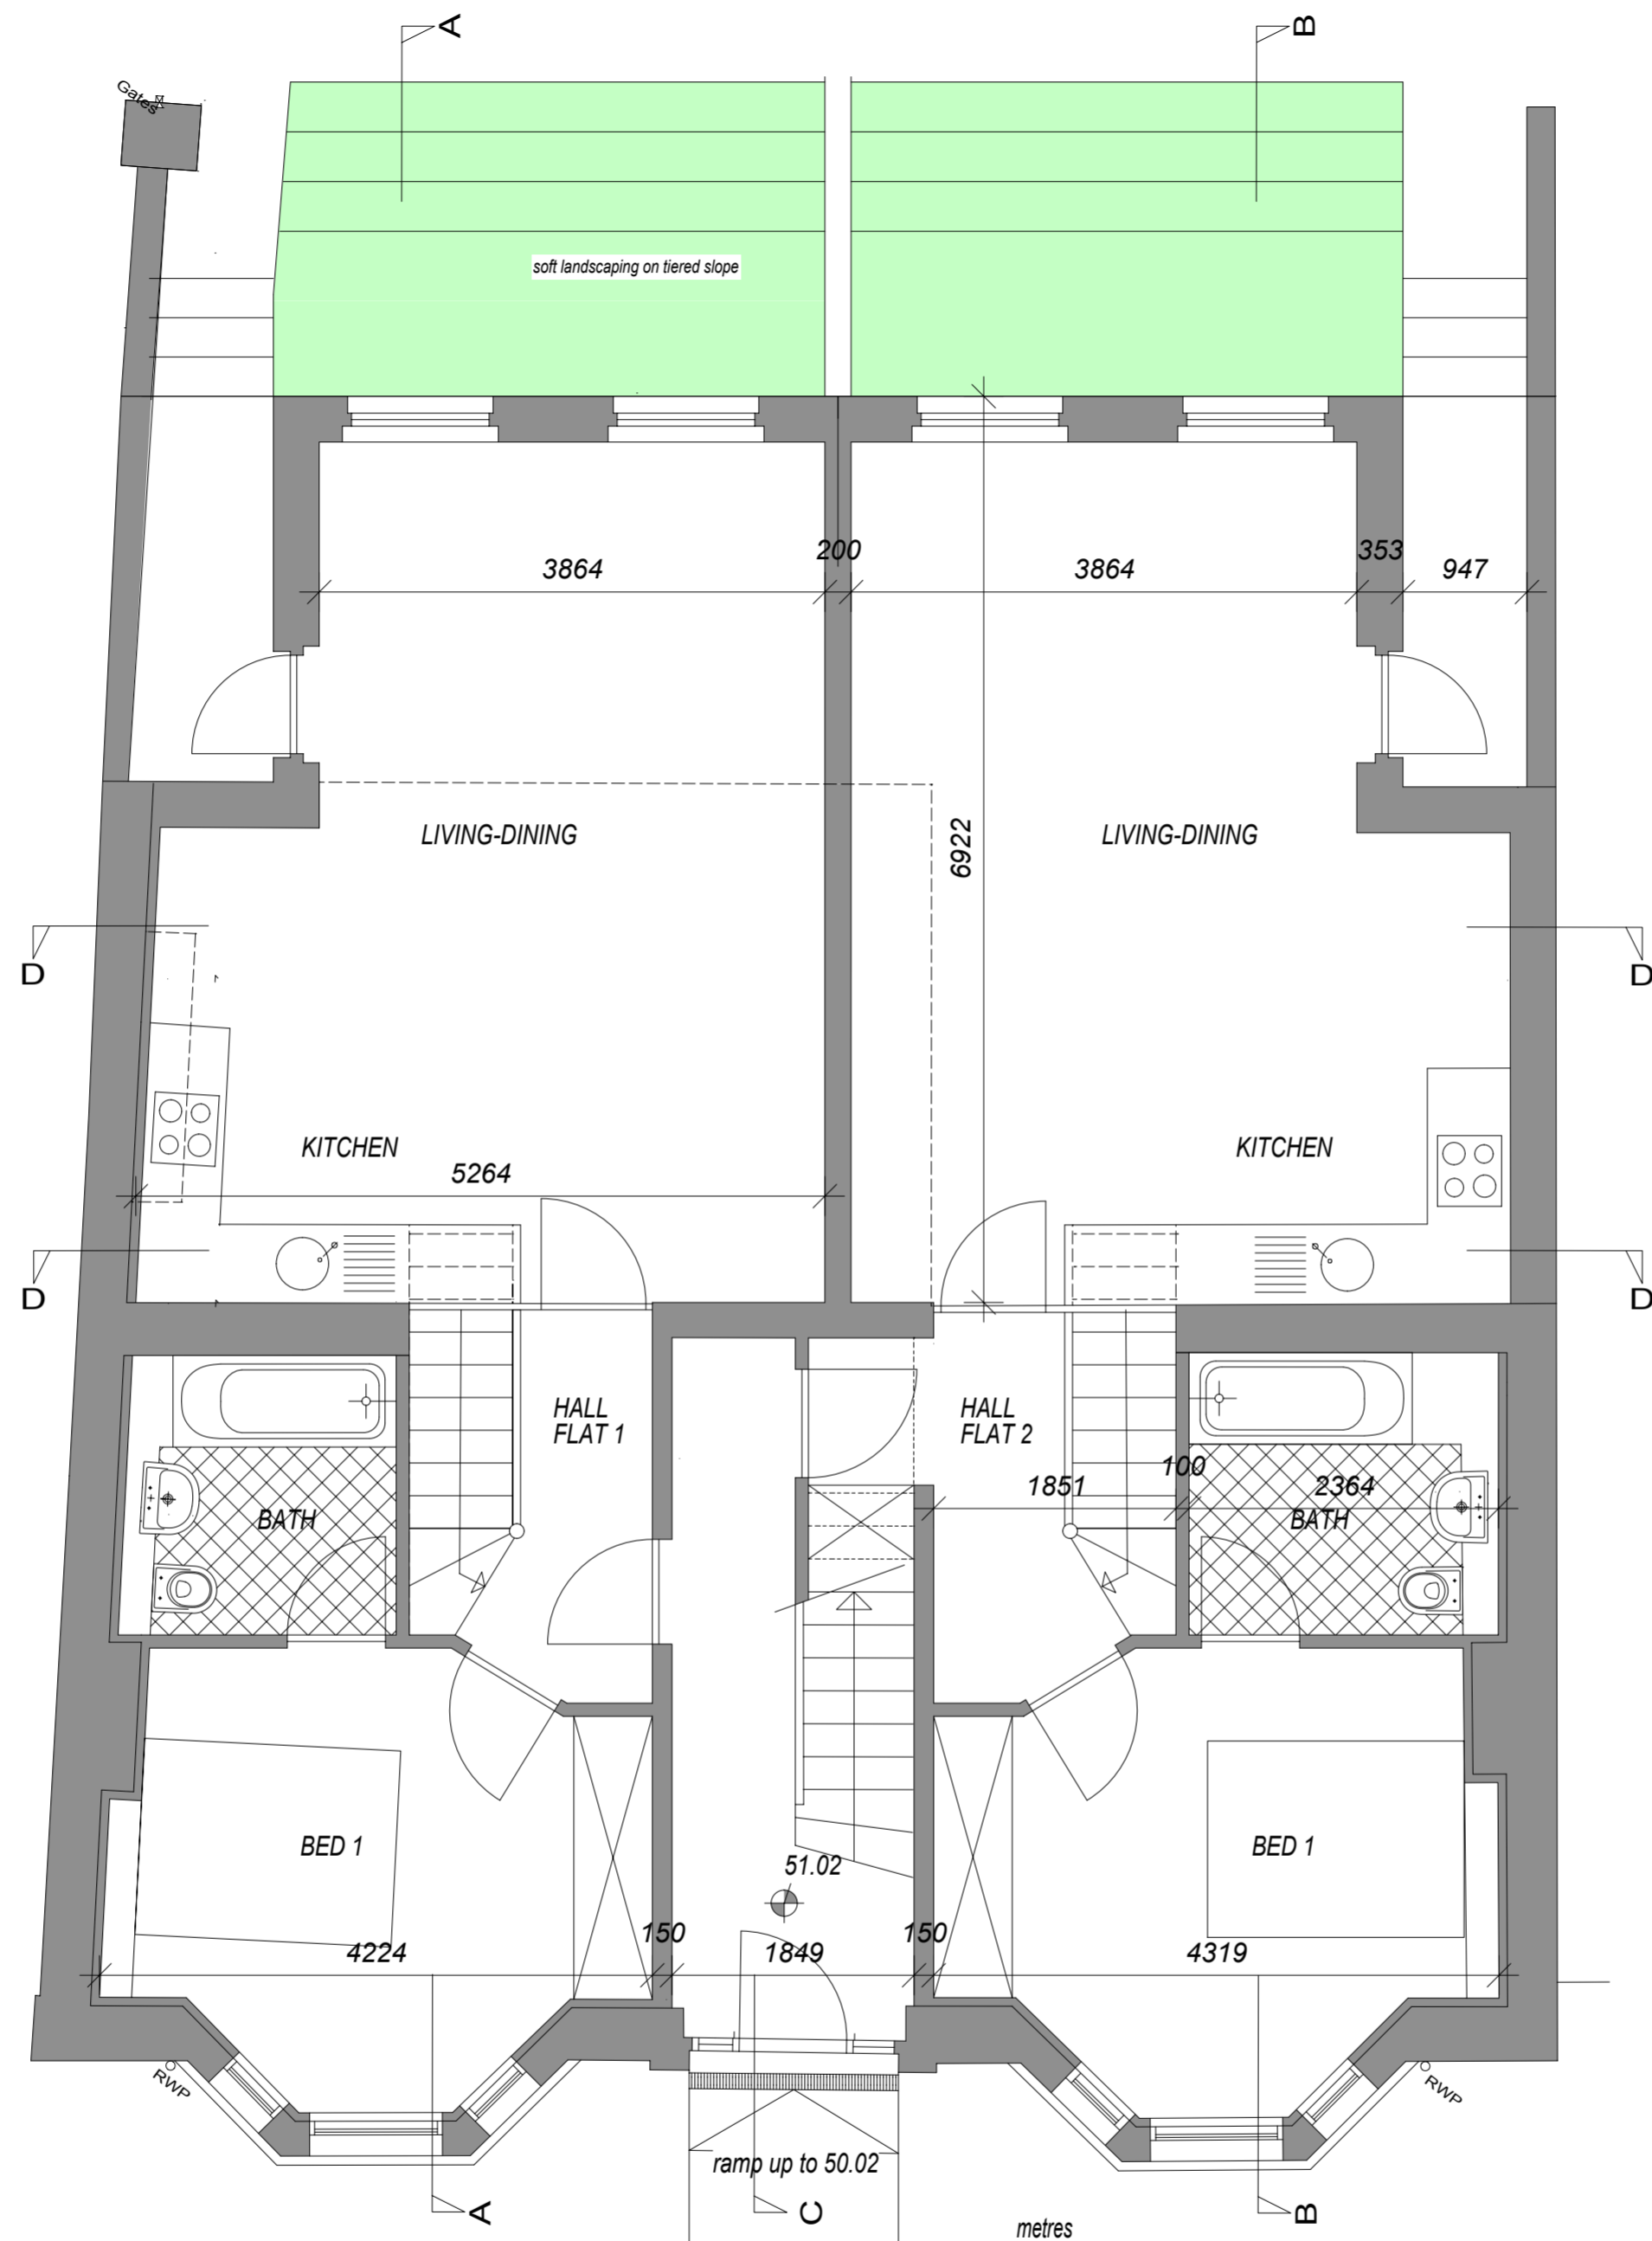 A
B
Gates
soft landscaping on tiered slope
200
353
3864
3864
947
LIVING-DINING
LIVING-DINING
6922
D
D
KITCHEN
KITCHEN
5264
D
D
HALL
FLAT 1
HALL
FLAT 2
100
1851
2364
BATH
BATH
BED 1
BED 1
51.02
150
150
4224
1849
4319
RWP
RWP
ramp up to 50.02
A
C
B
metres